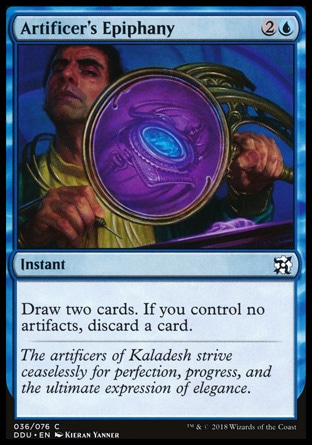 Artificer's Epiphany 2
Instant
Draw two cards. If you control no
artifacts, discard a card.
The artificers of Kaladesh strive
ceaselessly for perfection, progress, and
the ultimate expression of elegance.
036/076 C
DDU • EN Kieran Yanner ™ & © 2018 Wizards of the Coast